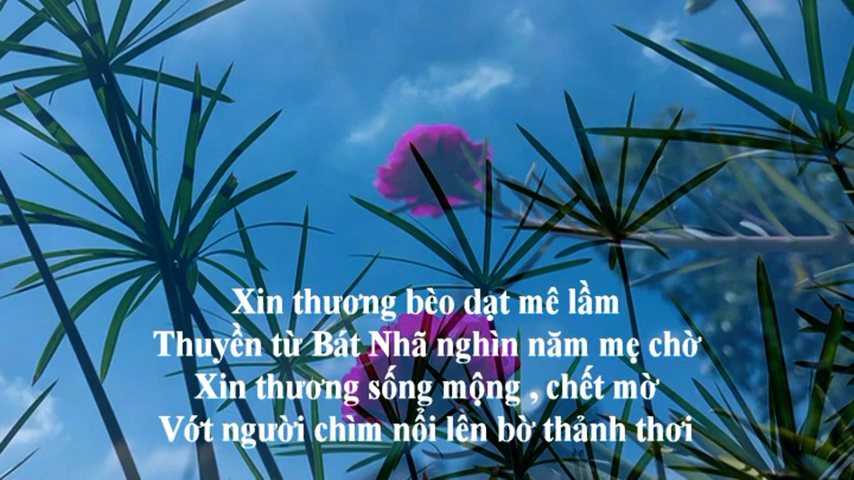 Xin thương bèo dạt mê lầm
Thuyền từ Bát Nhã nghìn năm mẹ chờ
Xin thương sống mộng , chết mờ
Vớt người chìm nổi lên bờ thảnh thơi